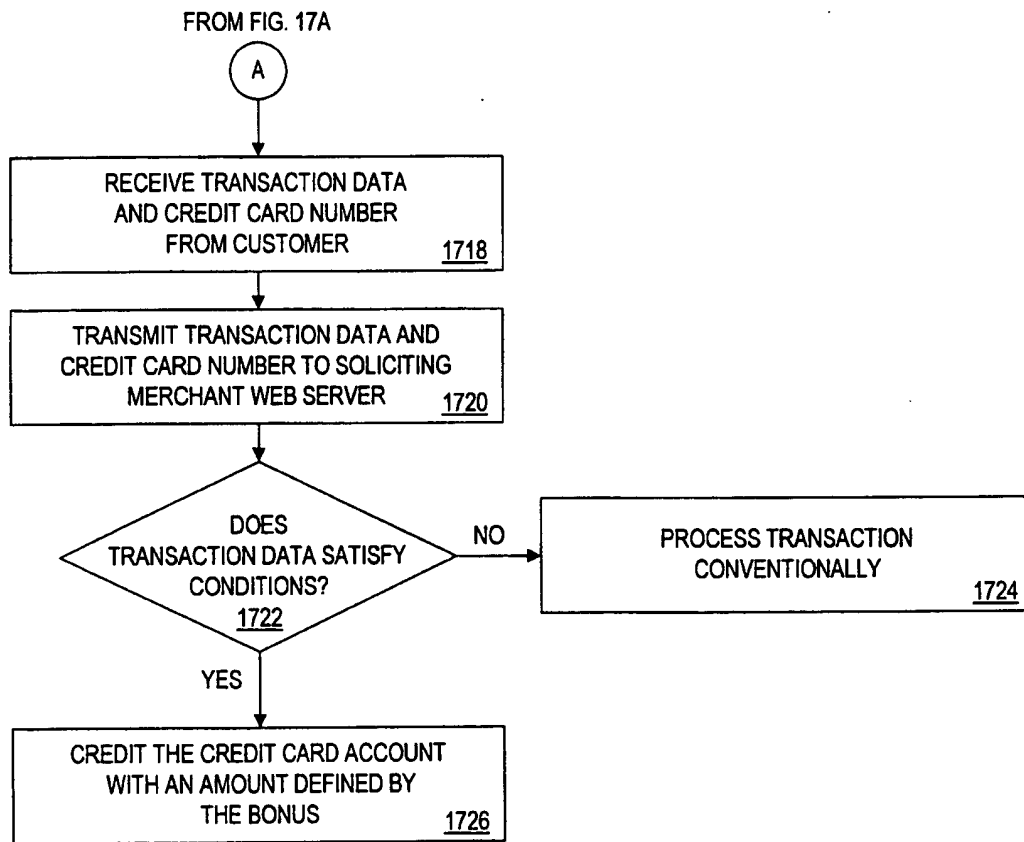 FROM FIG. 17A
A
RECEIVE TRANSACTION DATA
AND CREDIT CARD NUMBER
FROM CUSTOMER
1718
TRANSMIT TRANSACTION DATA AND
CREDIT CARD NUMBER TO SOLICITING
MERCHANT WEB SERVER
1720
DOES
TRANSACTION DATA SATISFY
CONDITIONS?
1722
NO
PROCESS TRANSACTION
CONVENTIONALLY
1724
YES
CREDIT THE CREDIT CARD ACCOUNT
WITH AN AMOUNT DEFINED BY
THE BONUS
1726